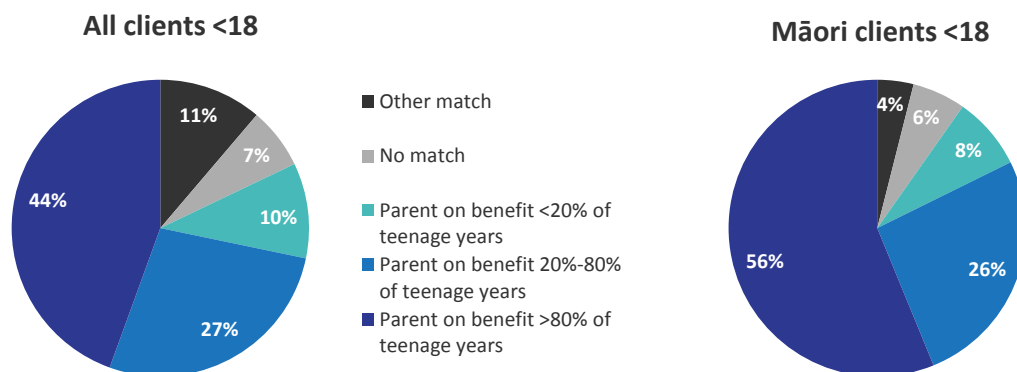 All clients <18
11%
7%
10%
27%
44%
Other match
No match
Parent on benefit <20% of
teenage years
Parent on benefit 20%-80%
of teenage years
Parent on benefit >80% of
teenage years
Māori clients <18
4%
6%
8%
26%
56%